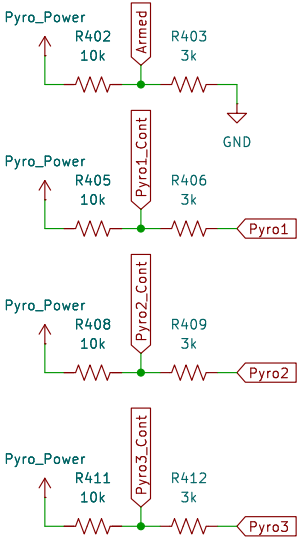 Pyro_Power
R402
10k
Armed
R403
3k
GND
Pyro_Power
R405
10k
Pyro1_Cont
R406
3k
Pyro1
Pyro_Power
R408
10k
Pyro2_Cont
R409
3k
Pyro2
Pyro_Power
R411
10k
Pyro3_Cont
R412
3k
Pyro3